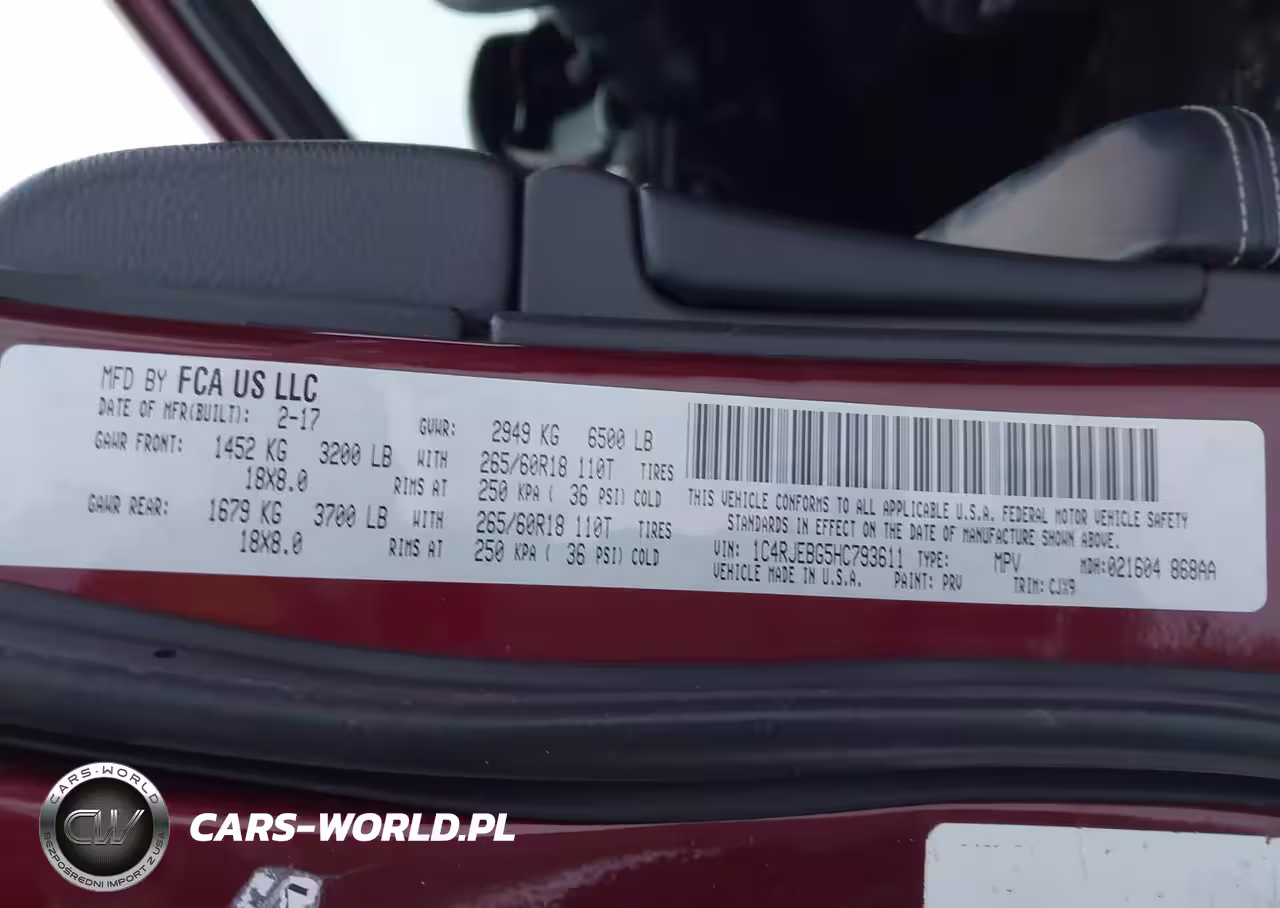 MFD BY FCA US LLC
DATE OF MFR(BUILT): 2-17 GVWR: 2949 KG 6500 LB
GAWR FRONT: 1452 KG 3200 LB WITH 265/60R18 110T TIRES
18X8.0 RIMS AT 250 KPA ( 36 PSI) COLD
GAWR REAR: 1679 KG 3700 LB WITH 265/60R18 110T TIRES
18X8.0 RIMS AT 250 KPA ( 36 PSI) COLD
THIS VEHICLE CONFORMS TO ALL APPLICABLE U.S.A. FEDERAL MOTOR VEHICLE SAFETY
STANDARDS IN EFFECT ON THE DATE OF MANUFACTURE SHOWN ABOVE.
VIN: 1C4RJEBG5HC793611 TYPE: MPV MDH:021604 868AA
VEHICLE MADE IN U.S.A. PAINT: PRV TRIM: CJX9
CARS-WORLD
CW
BEZPOŚREDNI IMPORT Z USA
CARS-WORLD.PL